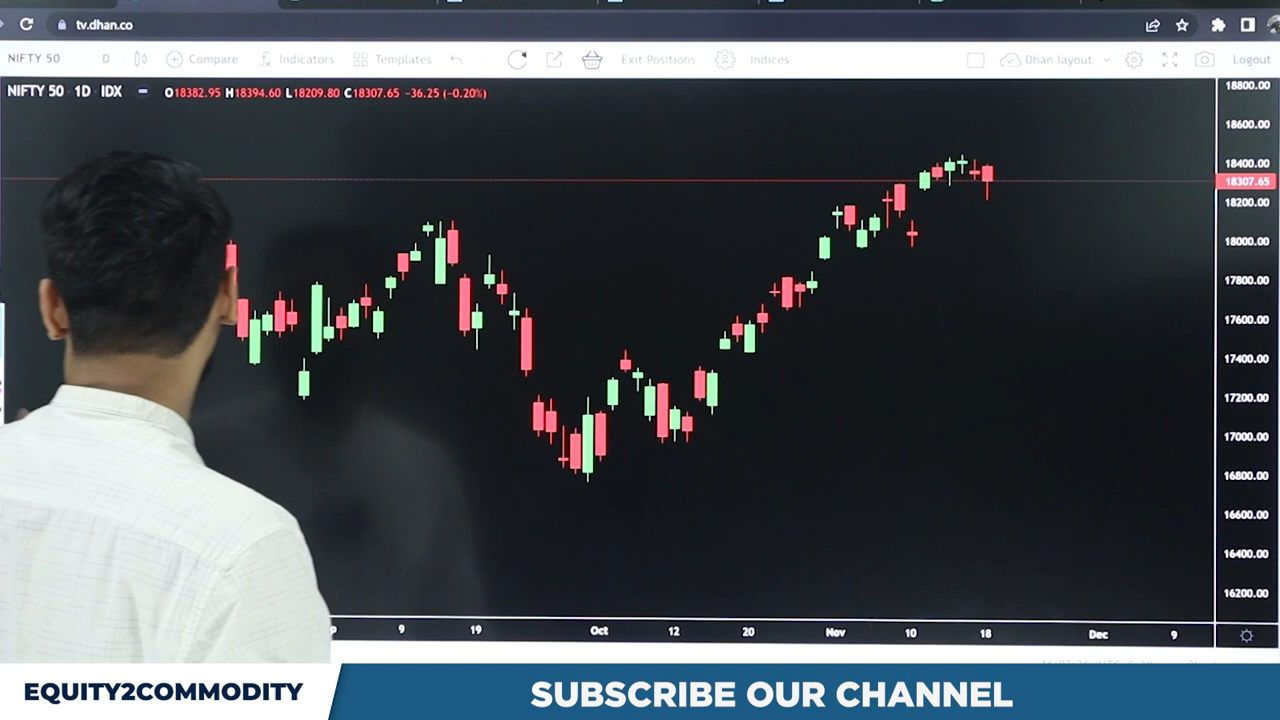 tv.dhan.co
NIFTY 50 D Compare Indicators Templates Exit Positions Indices Dhan layout Logout
NIFTY 50 1D IDX O18382.95 H18394.60 L18209.80 C18307.65 −36.25 (−0.20%)
18800.00
18600.00
18400.00
18307.65
18200.00
18000.00
17800.00
17600.00
17400.00
17200.00
17000.00
16800.00
16600.00
16400.00
16200.00
9 19 Oct 12 20 Nov 10 18 Dec 9
EQUITY2COMMODITY
SUBSCRIBE OUR CHANNEL